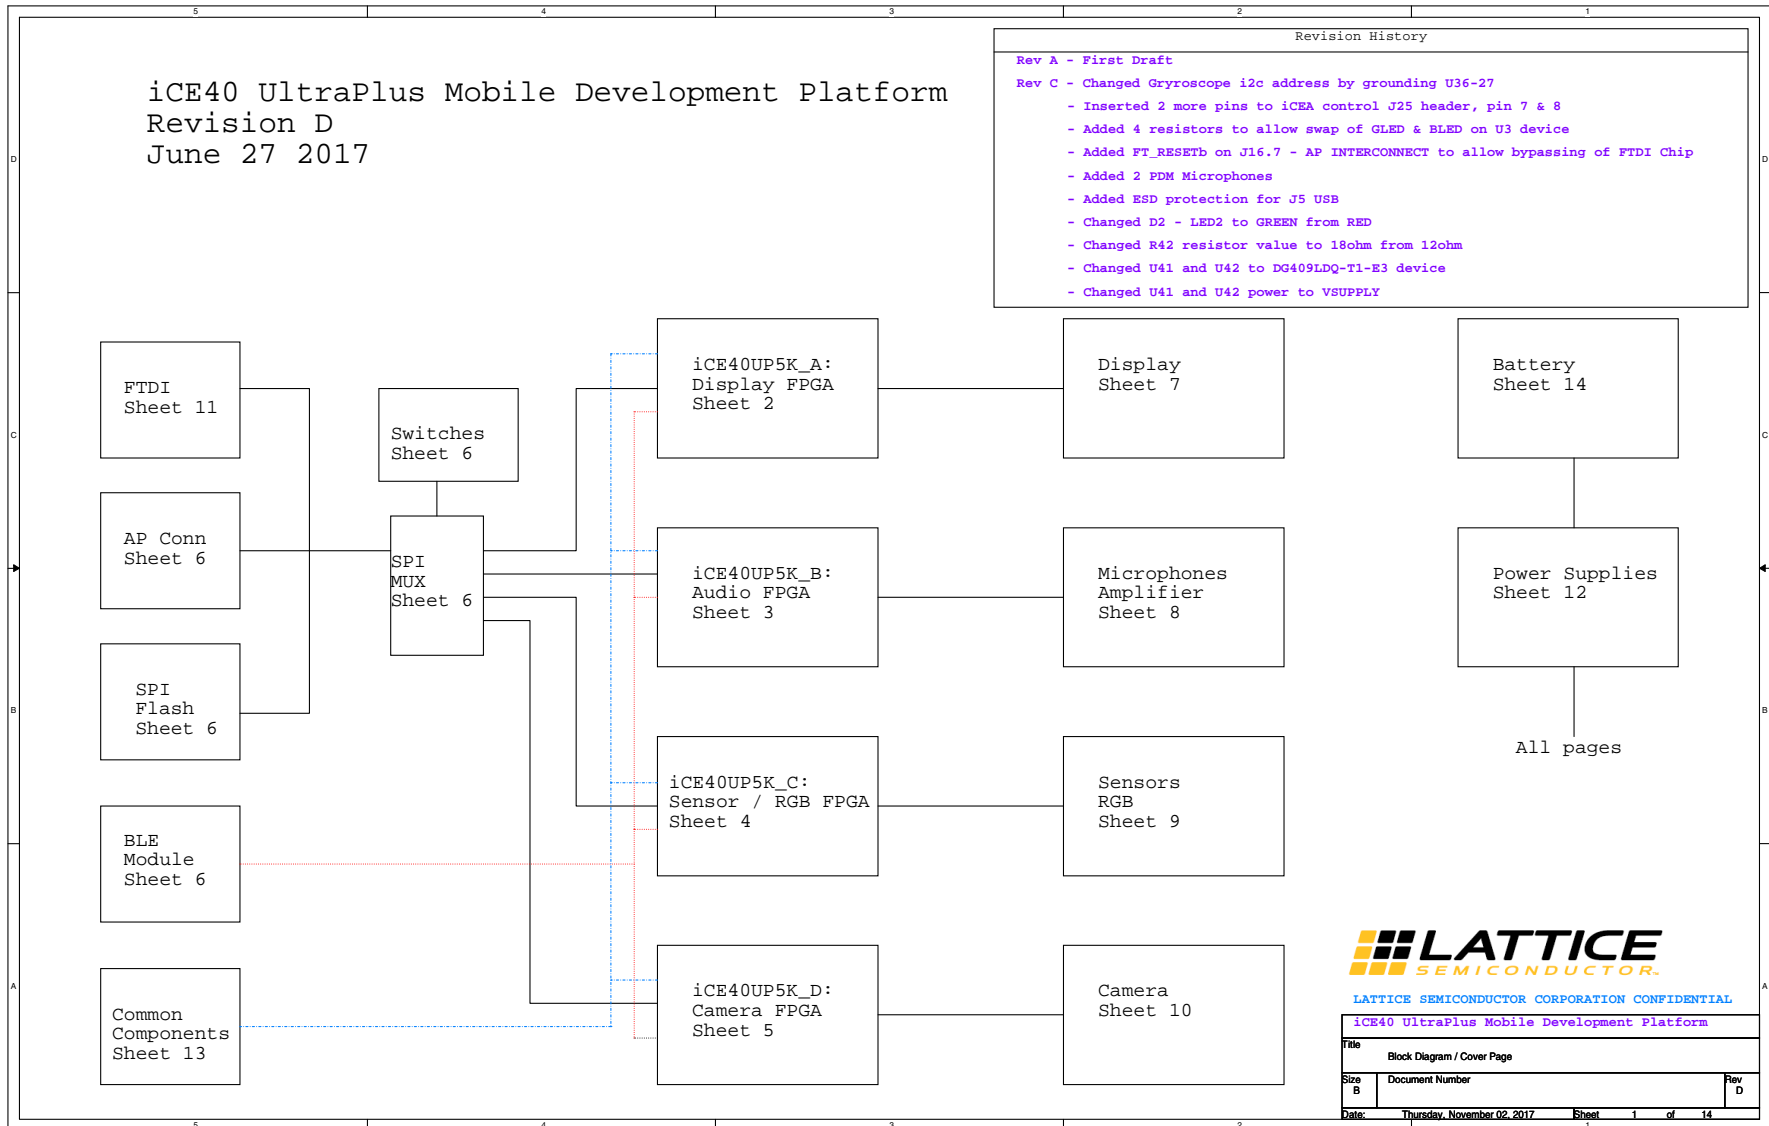 5 4 3 2 1
iCE40 UltraPlus Mobile Development Platform
Revision D
June 27 2017
Revision History
Rev A - First Draft
Rev C - Changed Gryroscope i2c address by grounding U36-27
- Inserted 2 more pins to iCEA control J25 header, pin 7 & 8
- Added 4 resistors to allow swap of GLED & BLED on U3 device
- Added FT_RESETb on J16.7 - AP INTERCONNECT to allow bypassing of FTDI Chip
- Added 2 PDM Microphones
- Added ESD protection for J5 USB
- Changed D2 - LED2 to GREEN from RED
- Changed R42 resistor value to 18ohm from 12ohm
- Changed U41 and U42 to DG409LDQ-T1-E3 device
- Changed U41 and U42 power to VSUPPLY
D D
FTDI
Sheet 11
Switches
Sheet 6
iCE40UP5K_A:
Display FPGA
Sheet 2
Display
Sheet 7
Battery
Sheet 14
C C
AP Conn
Sheet 6
SPI
MUX
Sheet 6
iCE40UP5K_B:
Audio FPGA
Sheet 3
Microphones
Amplifier
Sheet 8
Power Supplies
Sheet 12
SPI
Flash
Sheet 6
B B
All pages
BLE
Module
Sheet 6
iCE40UP5K_C:
Sensor / RGB FPGA
Sheet 4
Sensors
RGB
Sheet 9
Common
Components
Sheet 13
iCE40UP5K_D:
Camera FPGA
Sheet 5
Camera
Sheet 10
A A
LATTICE
SEMICONDUCTOR™
LATTICE SEMICONDUCTOR CORPORATION CONFIDENTIAL
iCE40 UltraPlus Mobile Development Platform
Title
Block Diagram / Cover Page
Size Document Number Rev
B D
Date: Thursday, November 02, 2017 Sheet 1 of 14
5 4 3 2 1